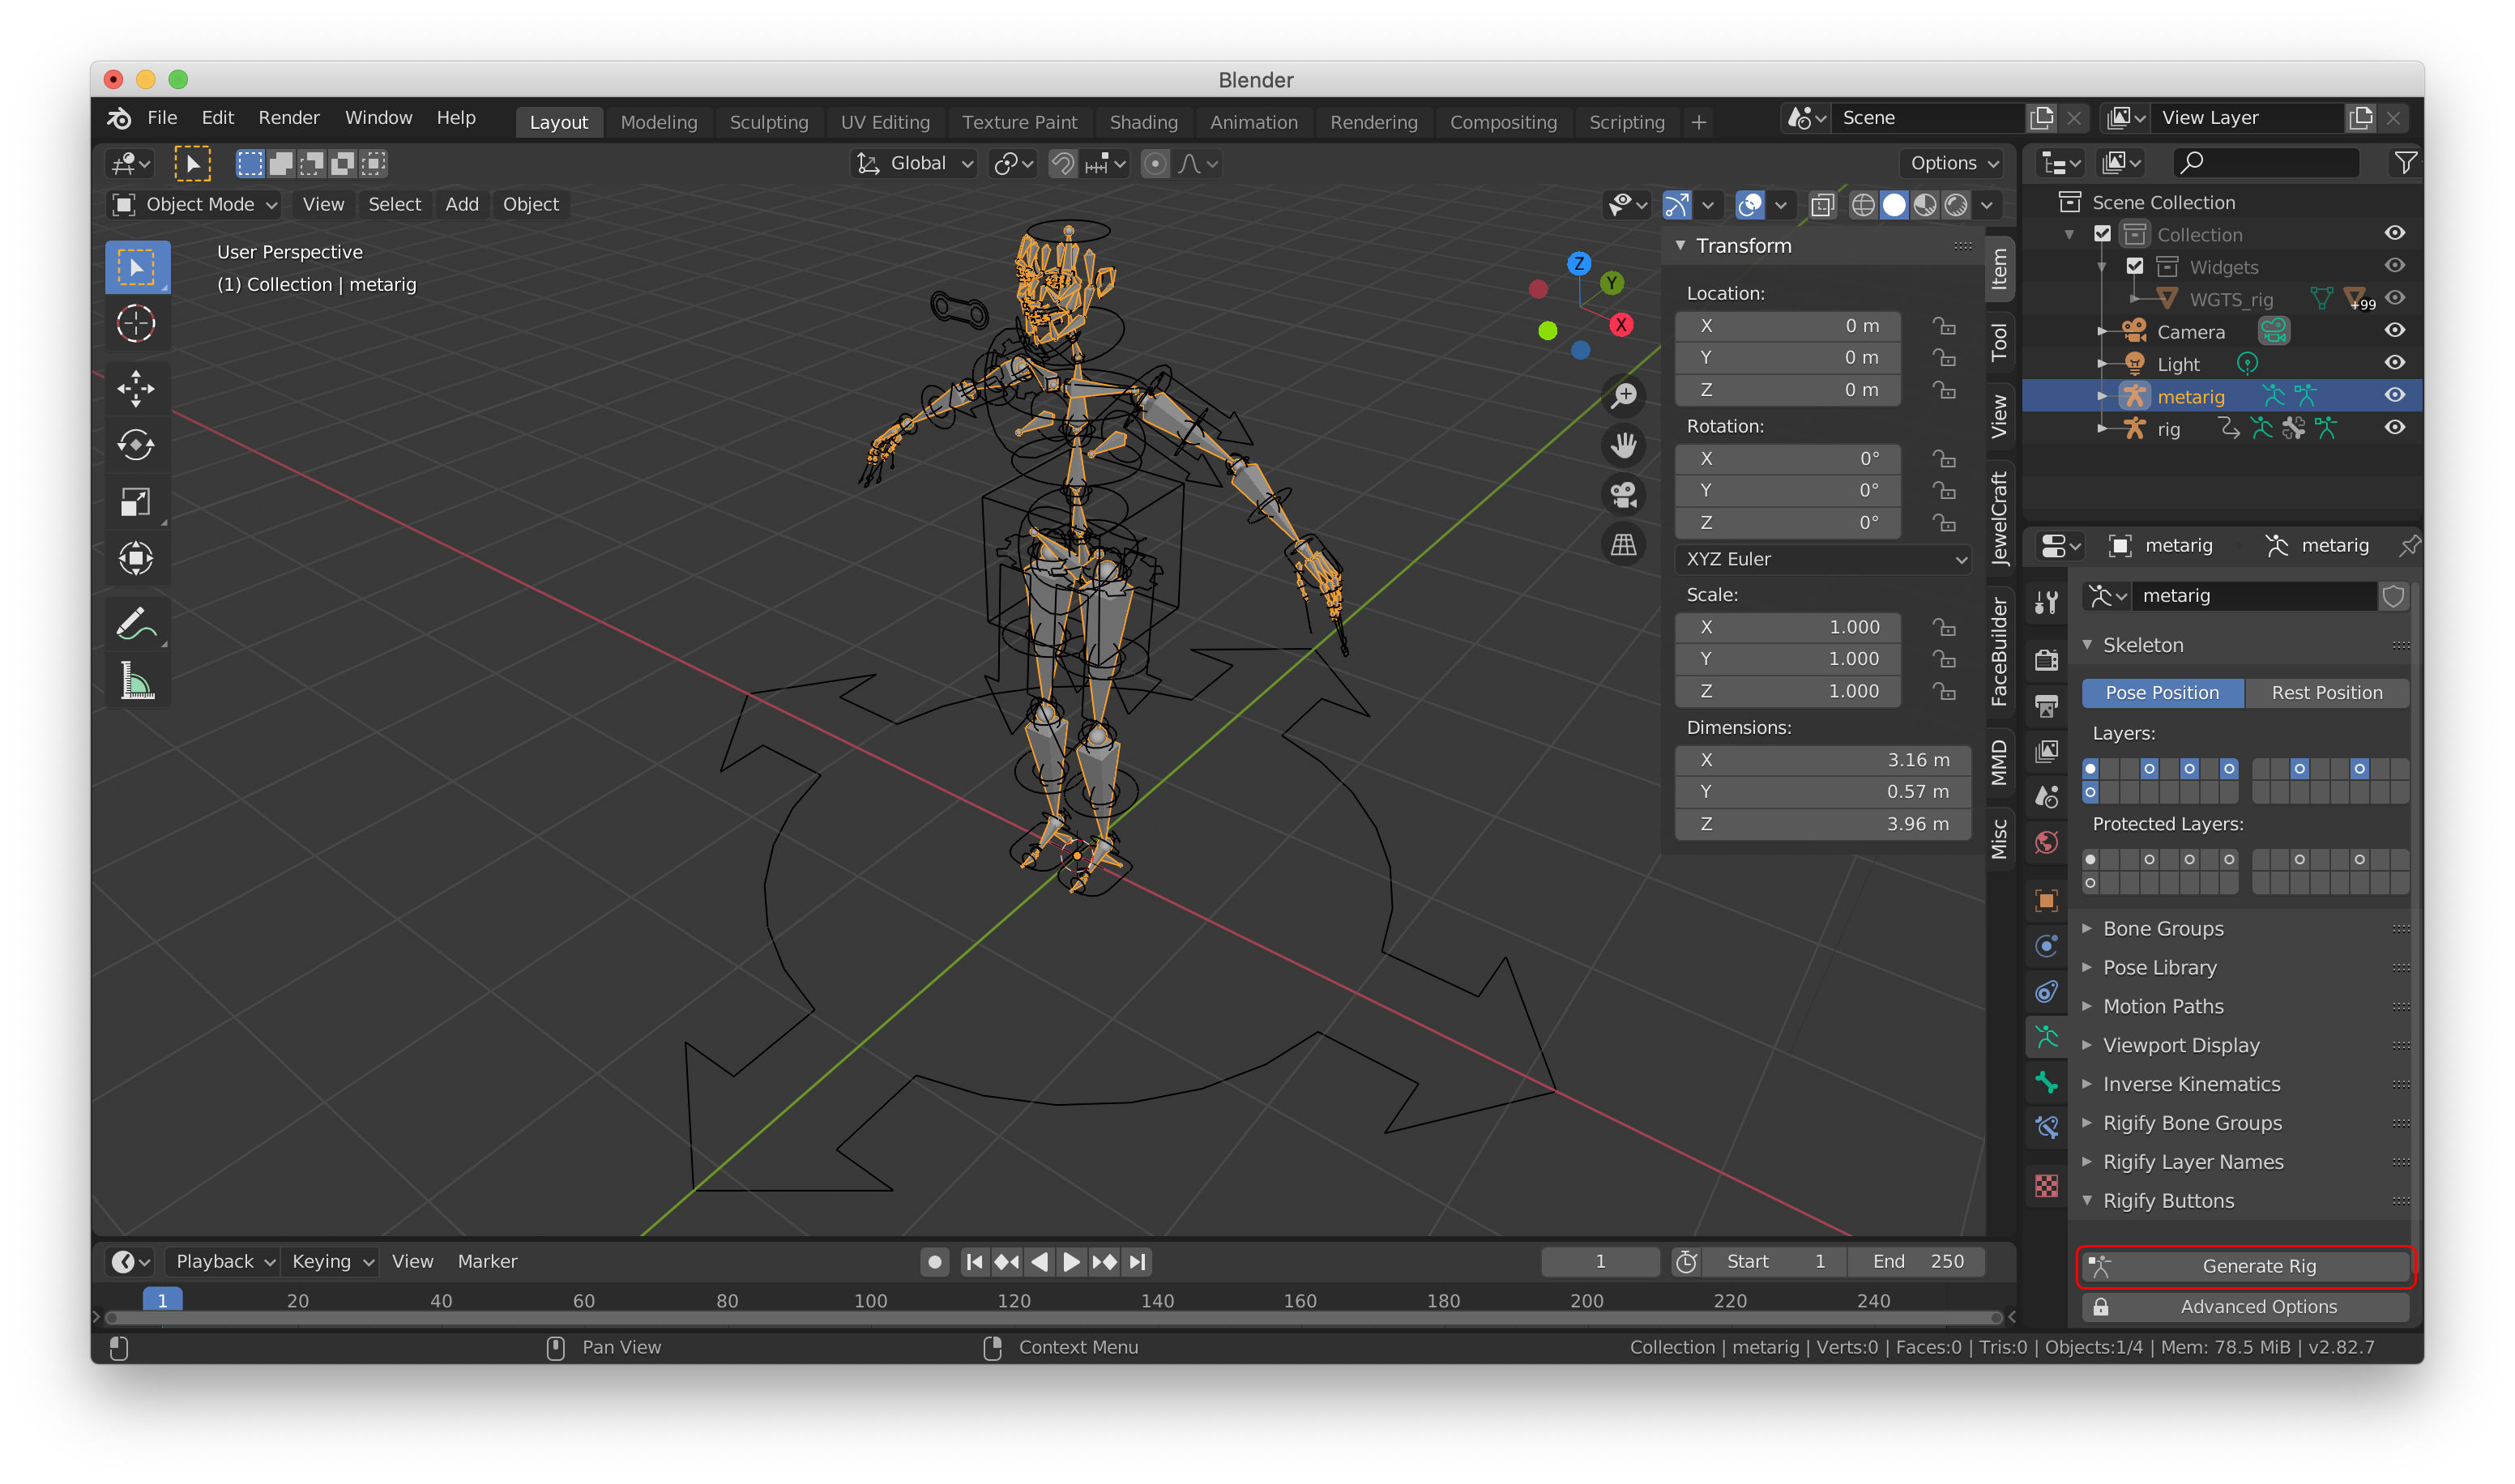 Blender
File Edit Render Window Help Layout Modeling Sculpting UV Editing Texture Paint Shading Animation Rendering Compositing Scripting + Scene View Layer
Global Options
Object Mode View Select Add Object
User Perspective
(1) Collection | metarig
Z
Y
X
Transform
Location:
X 0 m
Y 0 m
Z 0 m
Rotation:
X 0°
Y 0°
Z 0°
XYZ Euler
Scale:
X 1.000
Y 1.000
Z 1.000
Dimensions:
X 3.16 m
Y 0.57 m
Z 3.96 m
Item
Tool
View
JewelCraft
FaceBuilder
MMD
Misc
Scene Collection
Collection
Widgets
WGTS_rig +99
Camera
Light
metarig
rig
metarig metarig
metarig
Skeleton
Pose Position Rest Position
Layers:
Protected Layers:
Bone Groups
Pose Library
Motion Paths
Viewport Display
Inverse Kinematics
Rigify Bone Groups
Rigify Layer Names
Rigify Buttons
Generate Rig
Advanced Options
Playback Keying View Marker 1 Start 1 End 250
1 20 40 60 80 100 120 140 160 180 200 220 240
Pan View Context Menu Collection | metarig | Verts:0 | Faces:0 | Tris:0 | Objects:1/4 | Mem: 78.5 MiB | v2.82.7